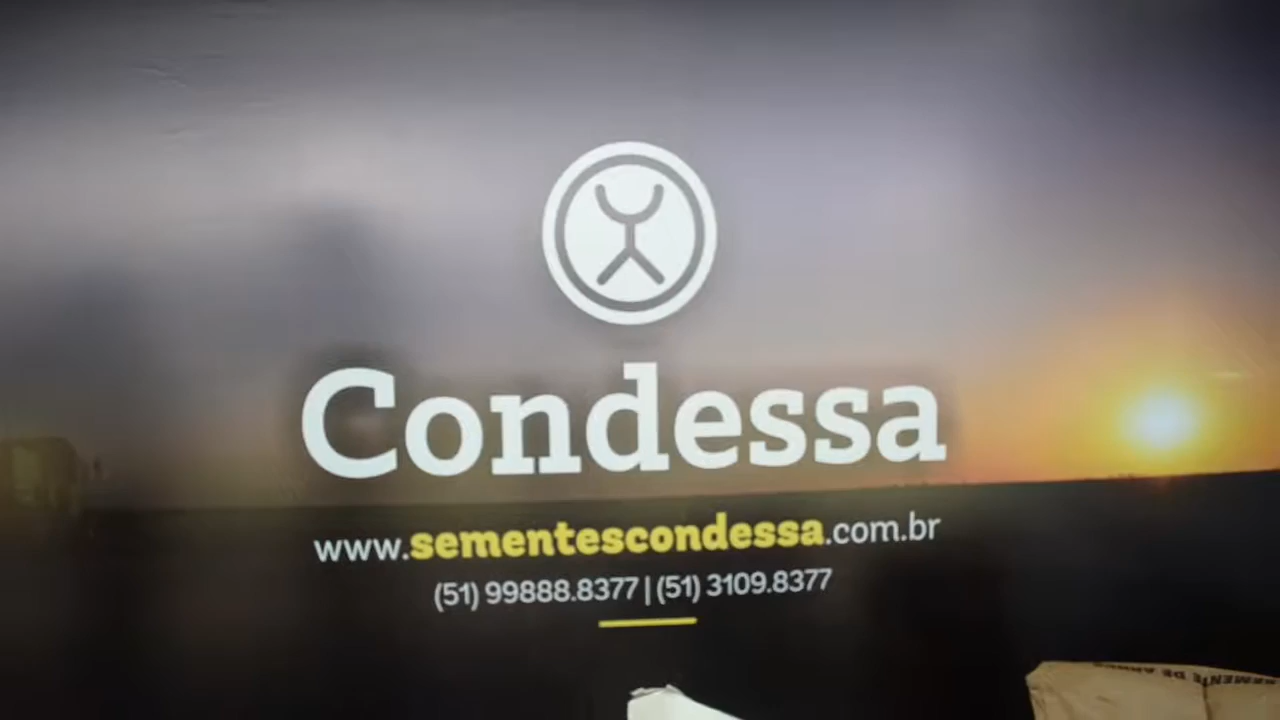 Condessa
www.sementescondessa.com.br
(51) 99888.8377 | (51) 3109.8377